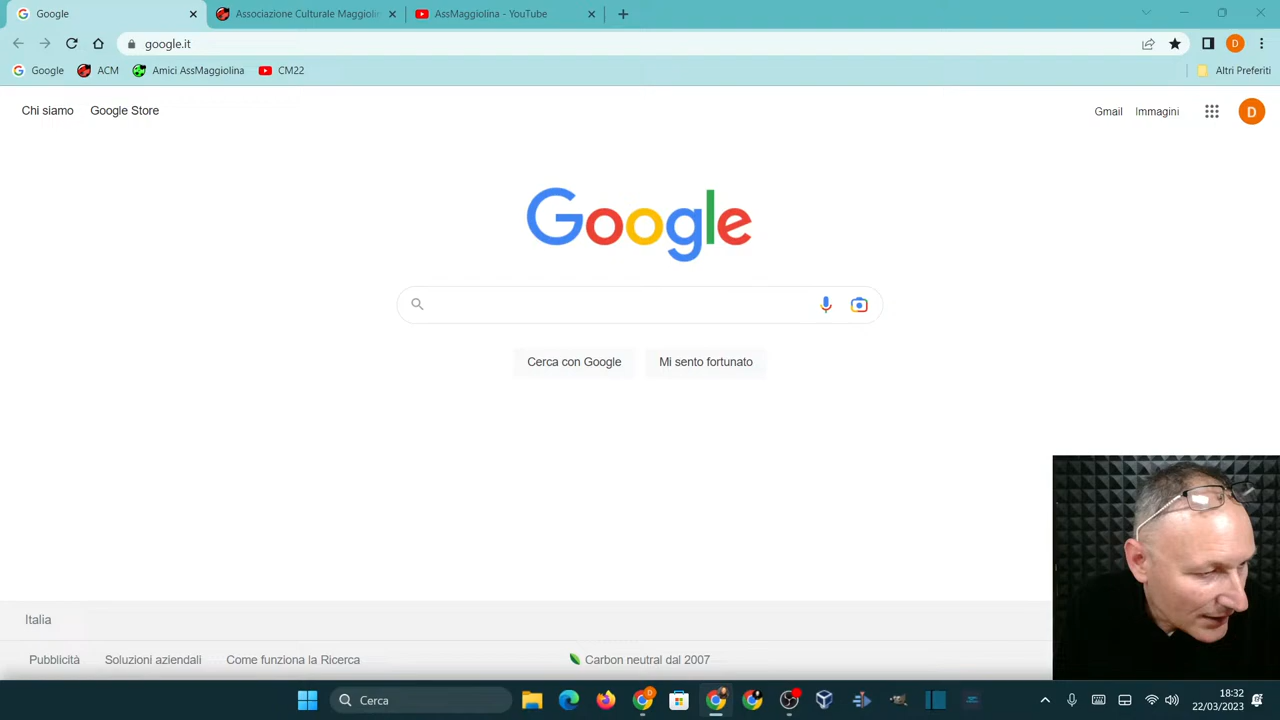 Google
Associazione Culturale Maggiolin
AssMaggiolina - YouTube
google.it
D
Google
ACM
Amici AssMaggiolina
CM22
Altri Preferiti
Chi siamo
Google Store
Gmail
Immagini
D
Google
Cerca con Google
Mi sento fortunato
Italia
Pubblicità
Soluzioni aziendali
Come funziona la Ricerca
Carbon neutral dal 2007
Cerca
D
18:32
22/03/2023